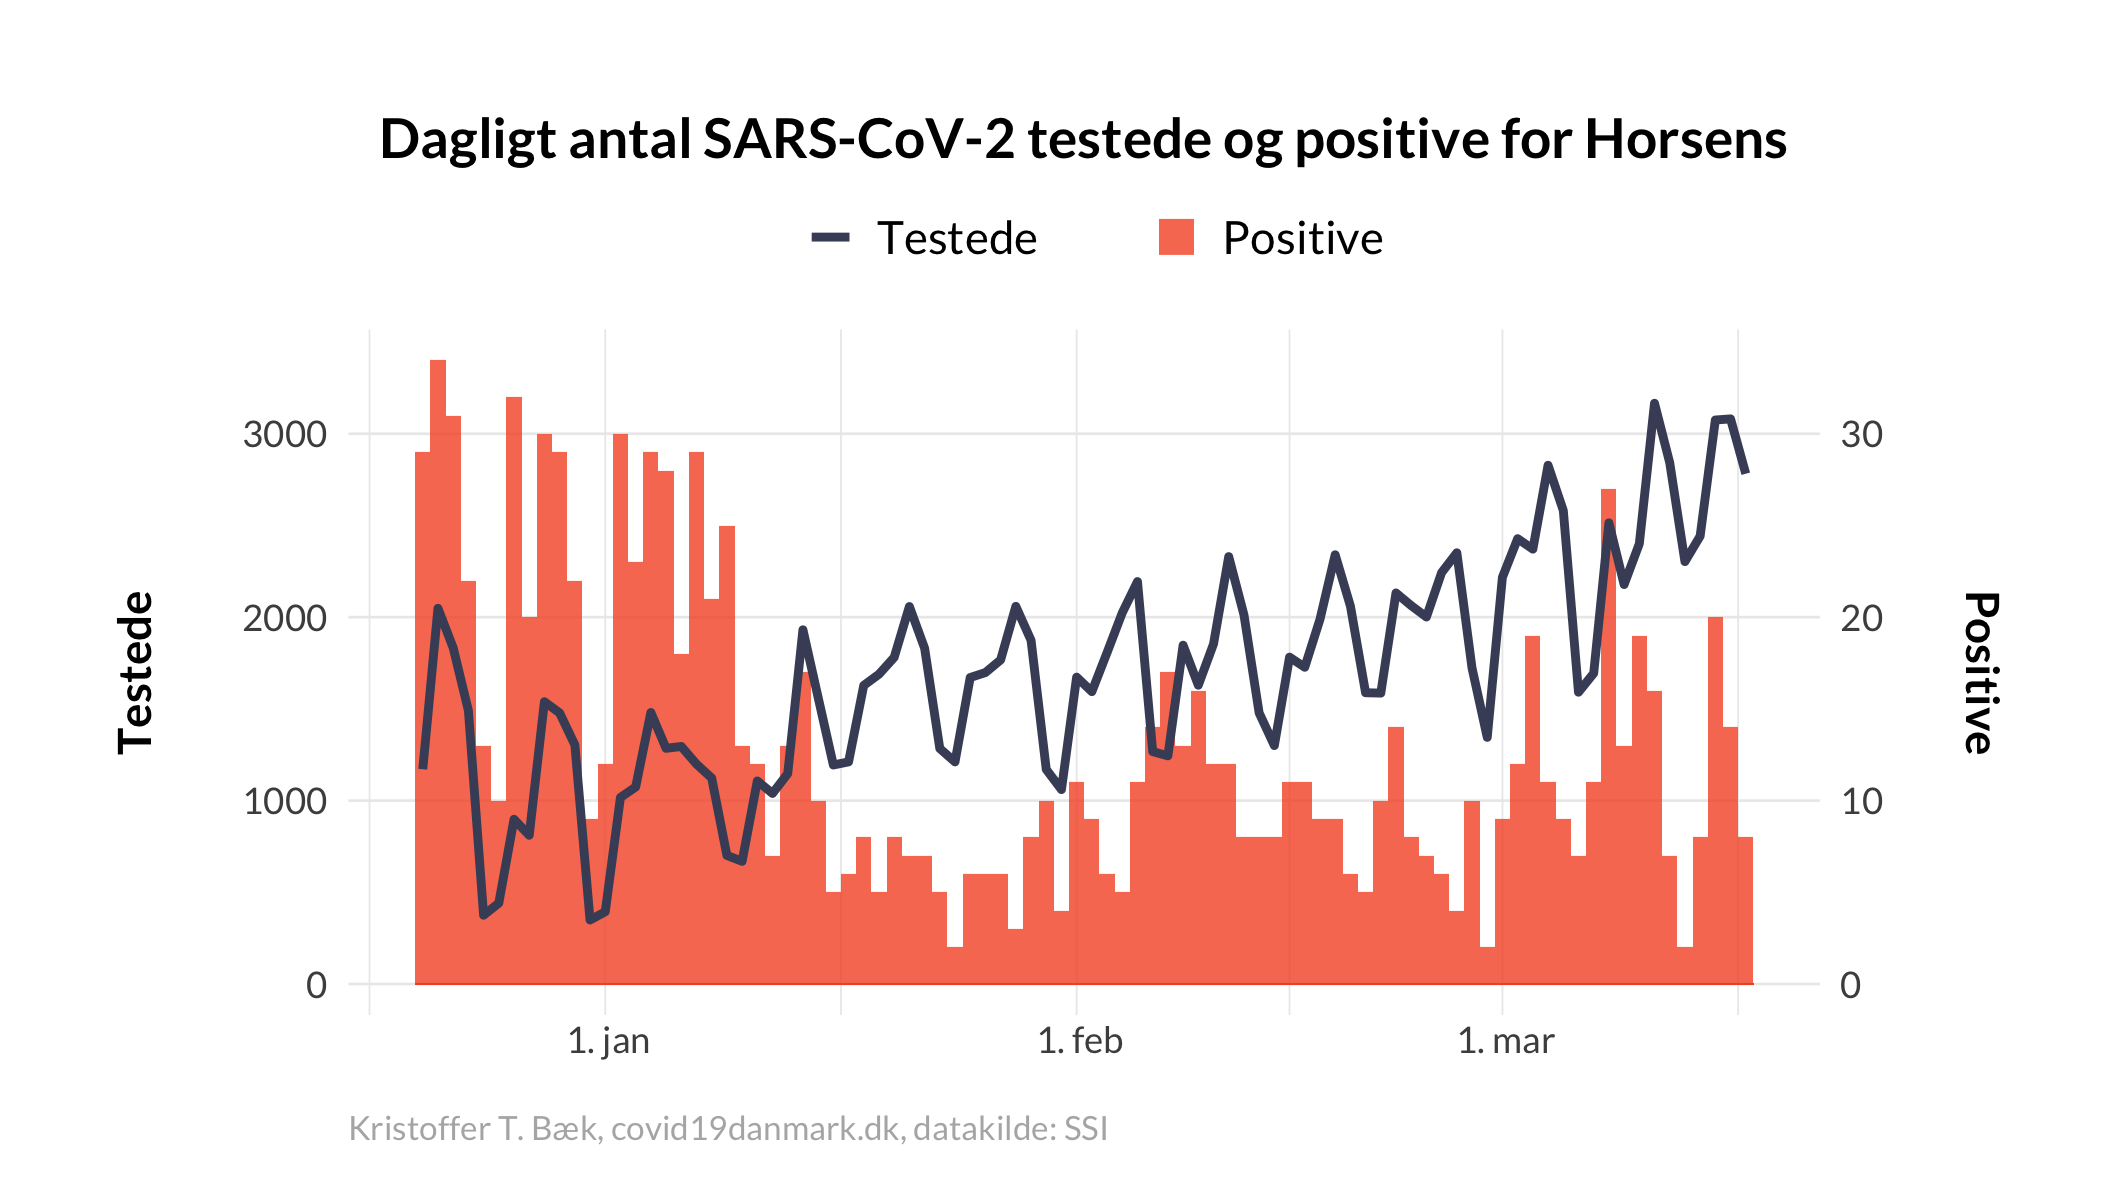 Dagligt antal SARS-CoV-2 testede og positive for Horsens
Testede
Positive
Testede
3000
2000
1000
0
30
20
10
0
Positive
1. jan
1. feb
1. mar
Kristoffer T. Bæk, covid19danmark.dk, datakilde: SSI